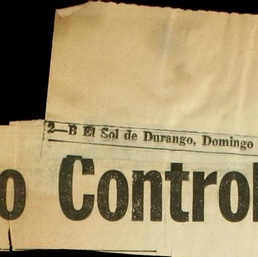 2—B El Sol de Durango, Domingo
o Control